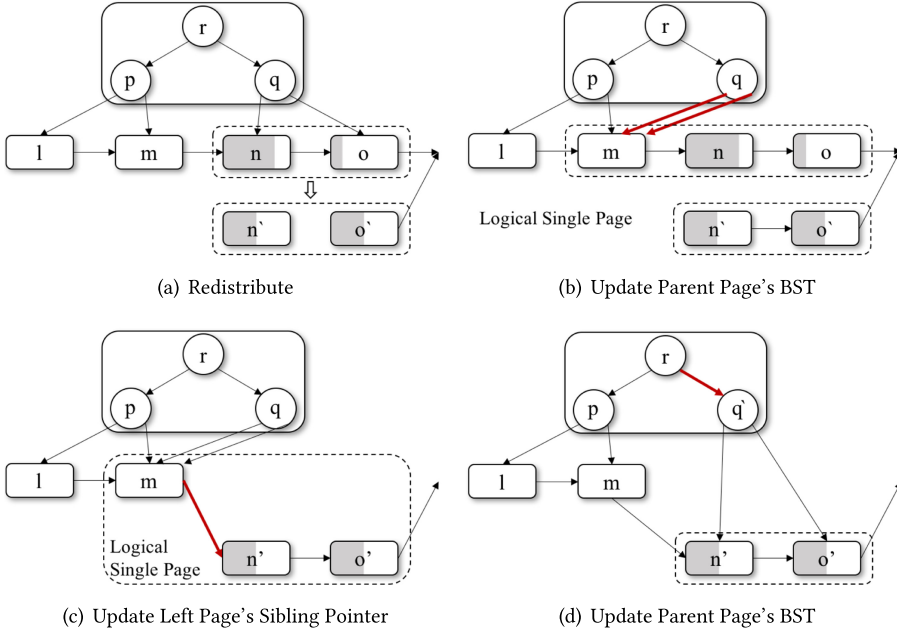 r
p
q
l
m
n
o
n`
o`
(a) Redistribute
r
p
q
l
m
n
o
Logical Single Page
n`
o`
(b) Update Parent Page's BST
r
p
q
l
m
Logical
Single Page
n’
o’
(c) Update Left Page's Sibling Pointer
r
p
q`
l
m
n’
o’
(d) Update Parent Page's BST